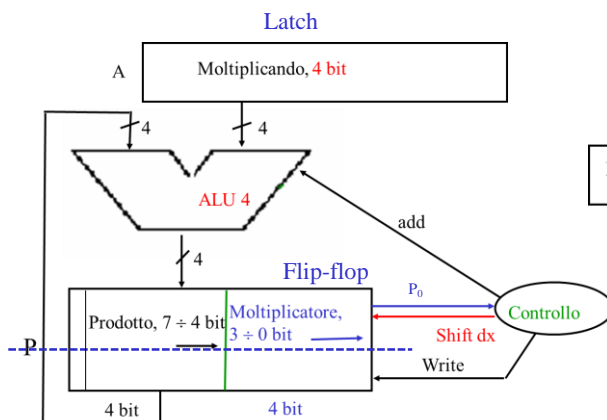 Latch
A
Moltiplicando, 4 bit
4
4
ALU 4
add
4
Flip-flop
P₀
Prodotto, 7 ÷ 4 bit
Moltiplicatore,
3 ÷ 0 bit
Controllo
Shift dx
P
Write
4 bit
4 bit